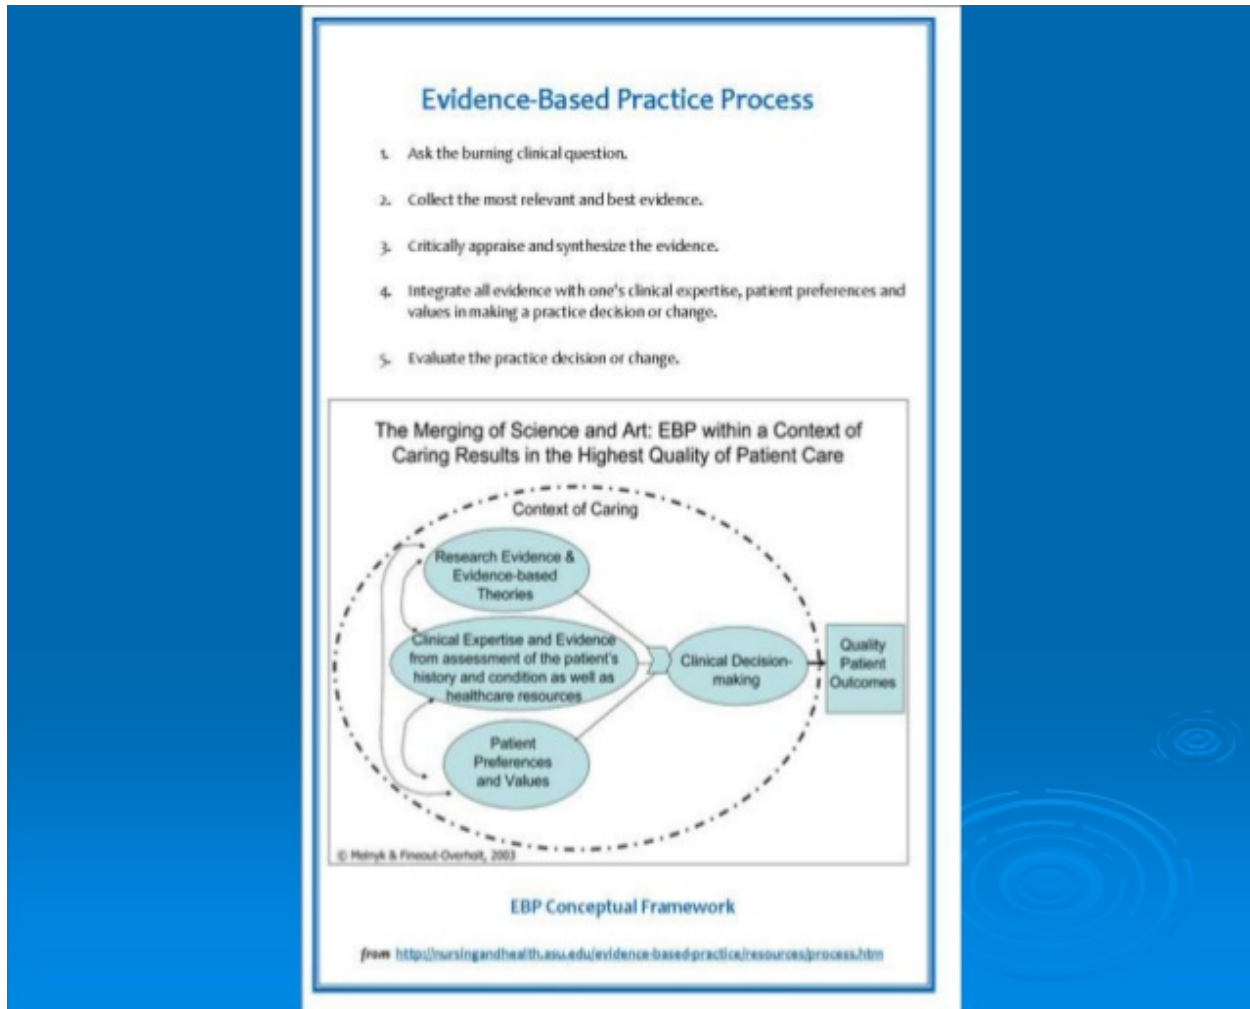 Evidence-Based Practice Process
1. Ask the burning clinical question.
2. Collect the most relevant and best evidence.
3. Critically appraise and synthesize the evidence.
4. Integrate all evidence with one's clinical expertise, patient preferences and
values in making a practice decision or change.
5. Evaluate the practice decision or change.
The Merging of Science and Art: EBP within a Context of
Caring Results in the Highest Quality of Patient Care
Context of Caring
Research Evidence &
Evidence-based
Theories
Clinical Expertise and Evidence
from assessment of the patient's
history and condition as well as
healthcare resources
Patient
Preferences
and Values
Clinical Decision-
making
Quality
Patient
Outcomes
© Melnyk & Fineout-Overholt, 2003
EBP Conceptual Framework
from http://nursingandhealth.asu.edu/evidence-based-practice/resources/process.htm